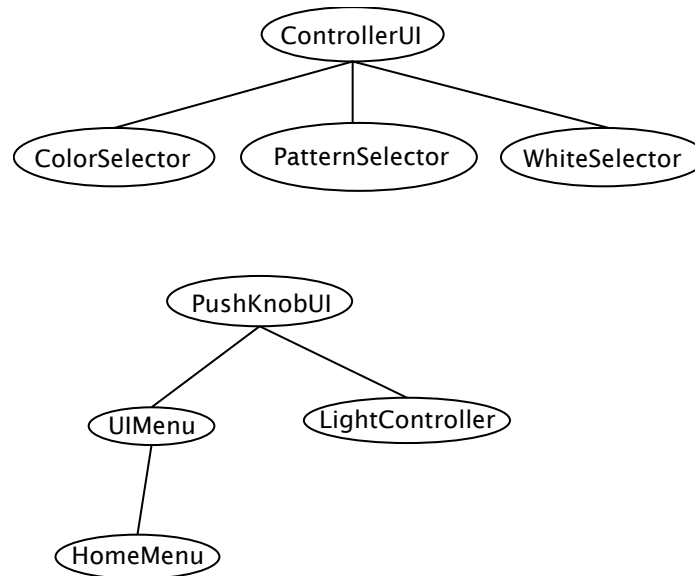 ControllerUI
ColorSelector
PatternSelector
WhiteSelector
PushKnobUI
UIMenu
LightController
HomeMenu